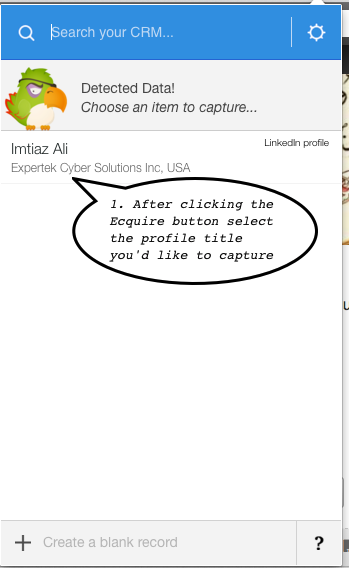 Search your CRM...
Detected Data!
Choose an item to capture...
Imtiaz Ali
LinkedIn profile
Expertek Cyber Solutions Inc, USA
1. After clicking the
Ecquire button select
the profile title
you'd like to capture
Create a blank record
?